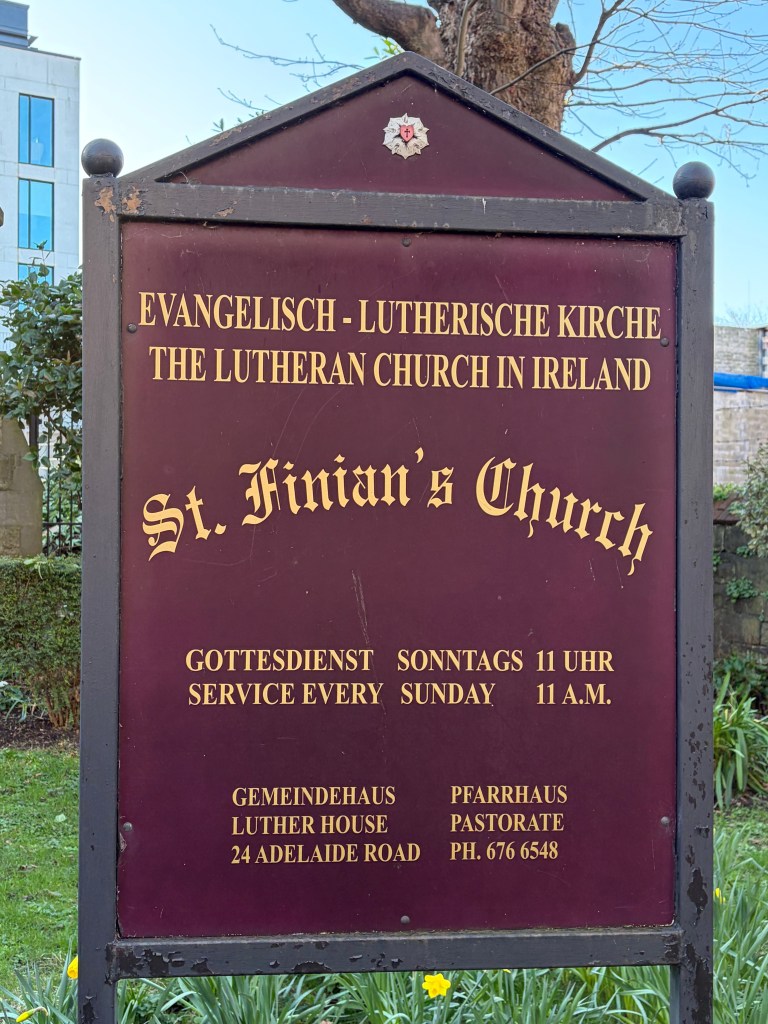 EVANGELISCH - LUTHERISCHE KIRCHE
THE LUTHERAN CHURCH IN IRELAND
St. Finian's Church
GOTTESDIENST SONNTAGS 11 UHR
SERVICE EVERY SUNDAY 11 A.M.
GEMEINDEHAUS
LUTHER HOUSE
24 ADELAIDE ROAD
PFARRHAUS
PASTORATE
PH. 676 6548